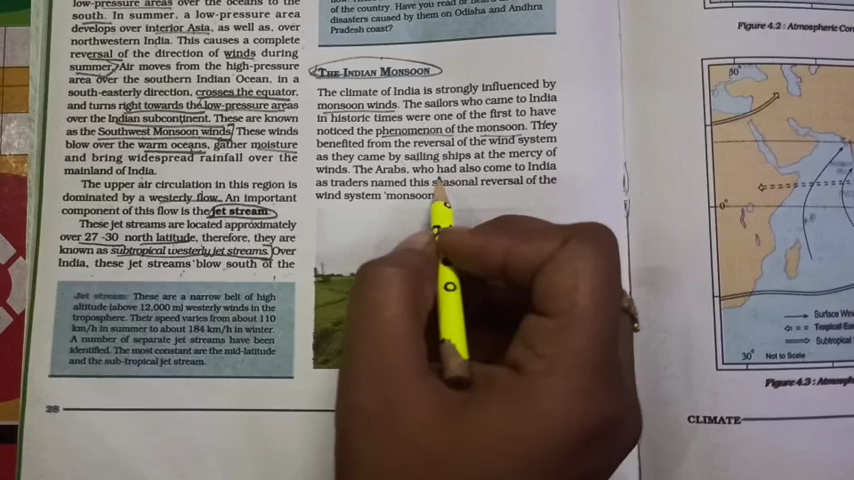 low-pressure areas over the oceans to the
south. In summer, a low-pressure area
develops over interior Asia, as well as, over
northwestern India. This causes a complete
reversal of the direction of winds during
summer. Air moves from the high-pressure
area over the southern Indian Ocean, in a
south-easterly direction, crosses the equator,
and turns right towards the low-pressure areas
over the Indian subcontinent. These are known
as the Southwest Monsoon winds. These winds
blow over the warm oceans, gather moisture
and bring widespread rainfall over the
mainland of India.
The upper air circulation in this region is
dominated by a westerly flow. An important
component of this flow is the jet stream.
These jet streams are located approximately
over 27 -30 north latitude, therefore, they are
known as subtropical westerly jet streams. Over
India, these jet streams blow south of the
Jet stream: These are a narrow belt of high
altitude (above 12,000 m) westerly winds in the
troposphere. Their speed varies from about 110
km/h in summer to about 184 km/h in winter.
A number of separate jet streams have been
identified. The most constant are the mid-latitude
and the sub-tropical jet stream.
28
of the country. Have you read or
disasters caused by them on Odisha and Andhra
Pradesh coast?
THE INDIAN MONSOON
The climate of India is strongly influenced by
monsoon winds. The sailors who came to India
in historic times were one of the first to have
noticed the phenomenon of the monsoon. They
benefited from the reversal of the wind system
as they came by sailing ships at the mercy of
winds. The Arabs, who had also come to India
as traders named this seasonal reversal of the
wind system 'monsoon
Figure 4.2 : Atmospheric
50°
0°
30°
Not to Scale
Surface
Tropical
Subtropical
Figure 4.3 :
CLIMATE